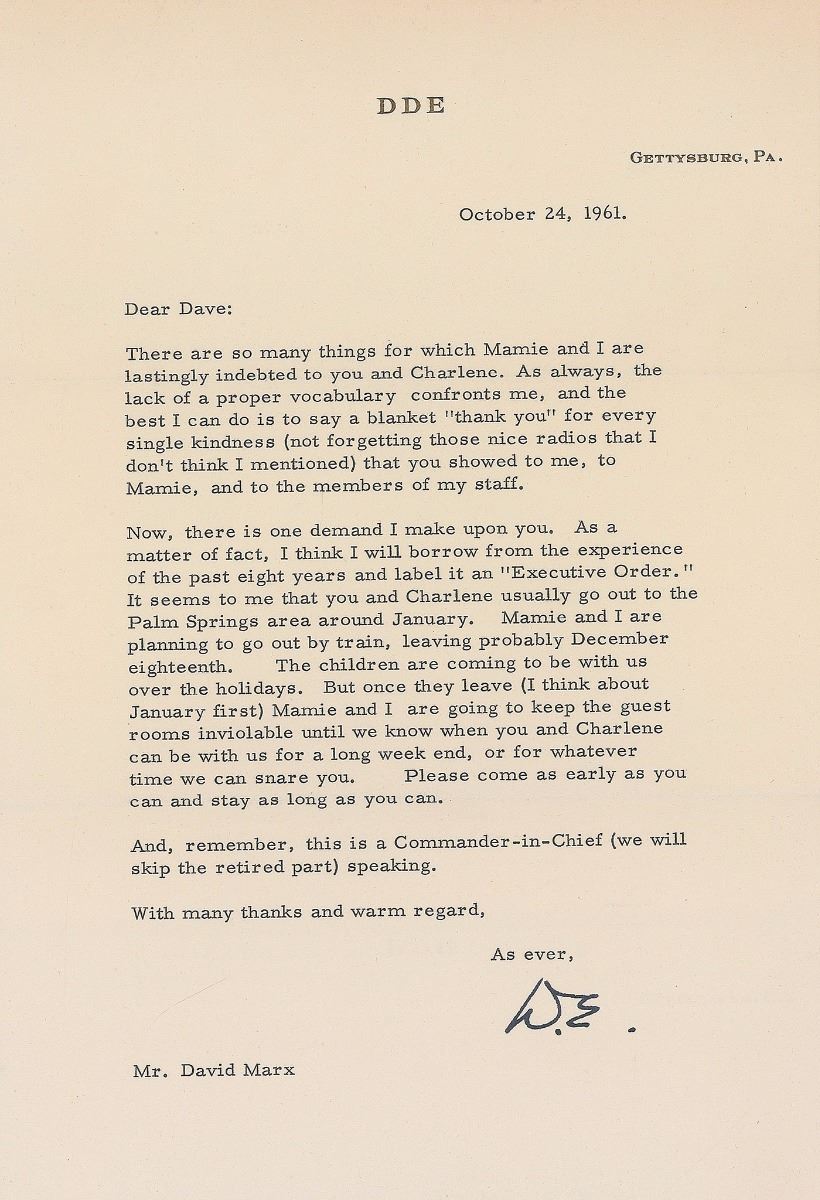 DDE
GETTYSBURG, PA.
October 24, 1961.
Dear Dave:
There are so many things for which Mamie and I are
lastingly indebted to you and Charlene. As always, the
lack of a proper vocabulary confronts me, and the
best I can do is to say a blanket "thank you" for every
single kindness (not forgetting those nice radios that I
don't think I mentioned) that you showed to me, to
Mamie, and to the members of my staff.
Now, there is one demand I make upon you. As a
matter of fact, I think I will borrow from the experience
of the past eight years and label it an "Executive Order."
It seems to me that you and Charlene usually go out to the
Palm Springs area around January. Mamie and I are
planning to go out by train, leaving probably December
eighteenth. The children are coming to be with us
over the holidays. But once they leave (I think about
January first) Mamie and I are going to keep the guest
rooms inviolable until we know when you and Charlene
can be with us for a long week end, or for whatever
time we can snare you. Please come as early as you
can and stay as long as you can.
And, remember, this is a Commander-in-Chief (we will
skip the retired part) speaking.
With many thanks and warm regard,
As ever,
D.E.
Mr. David Marx